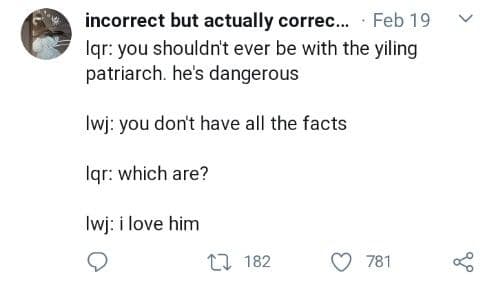 incorrect but actually correc... · Feb 19
lqr: you shouldn't ever be with the yiling
patriarch. he's dangerous
lwj: you don't have all the facts
lqr: which are?
lwj: i love him
182 781